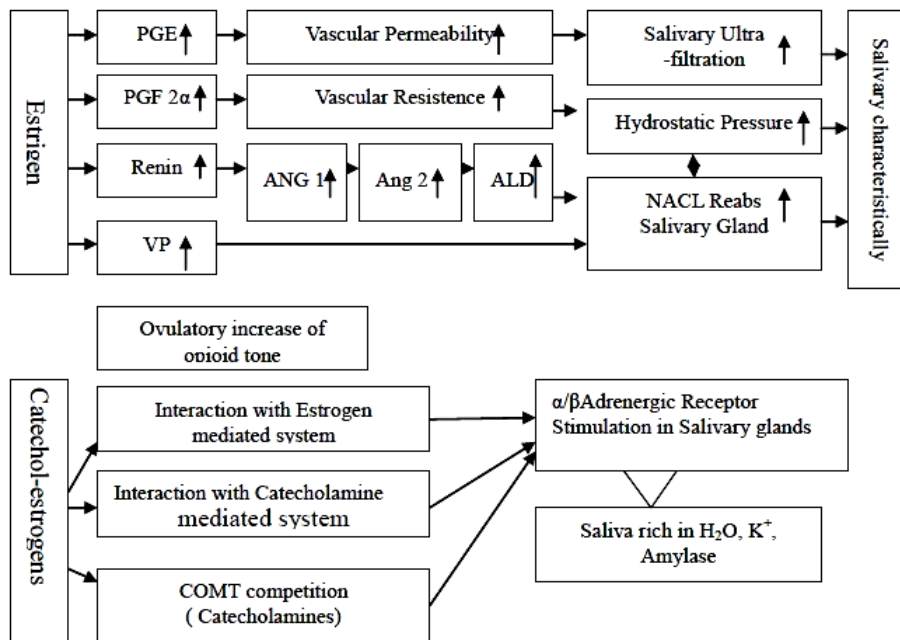 Estrigen
PGE
Vascular Permeability
Salivary Ultra
-filtration
PGF 2α
Vascular Resistence
Hydrostatic Pressure
Renin
ANG 1
Ang 2
ALD
NACL Reabs
Salivary Gland
VP
Salivary characteristically
Ovulatory increase of
opioid tone
Catechol-estrogens
Interaction with Estrogen
mediated system
Interaction with Catecholamine
mediated system
COMT competition
( Catecholamines)
α/βAdrenergic Receptor
Stimulation in Salivary glands
Saliva rich in H₂O, K⁺,
Amylase